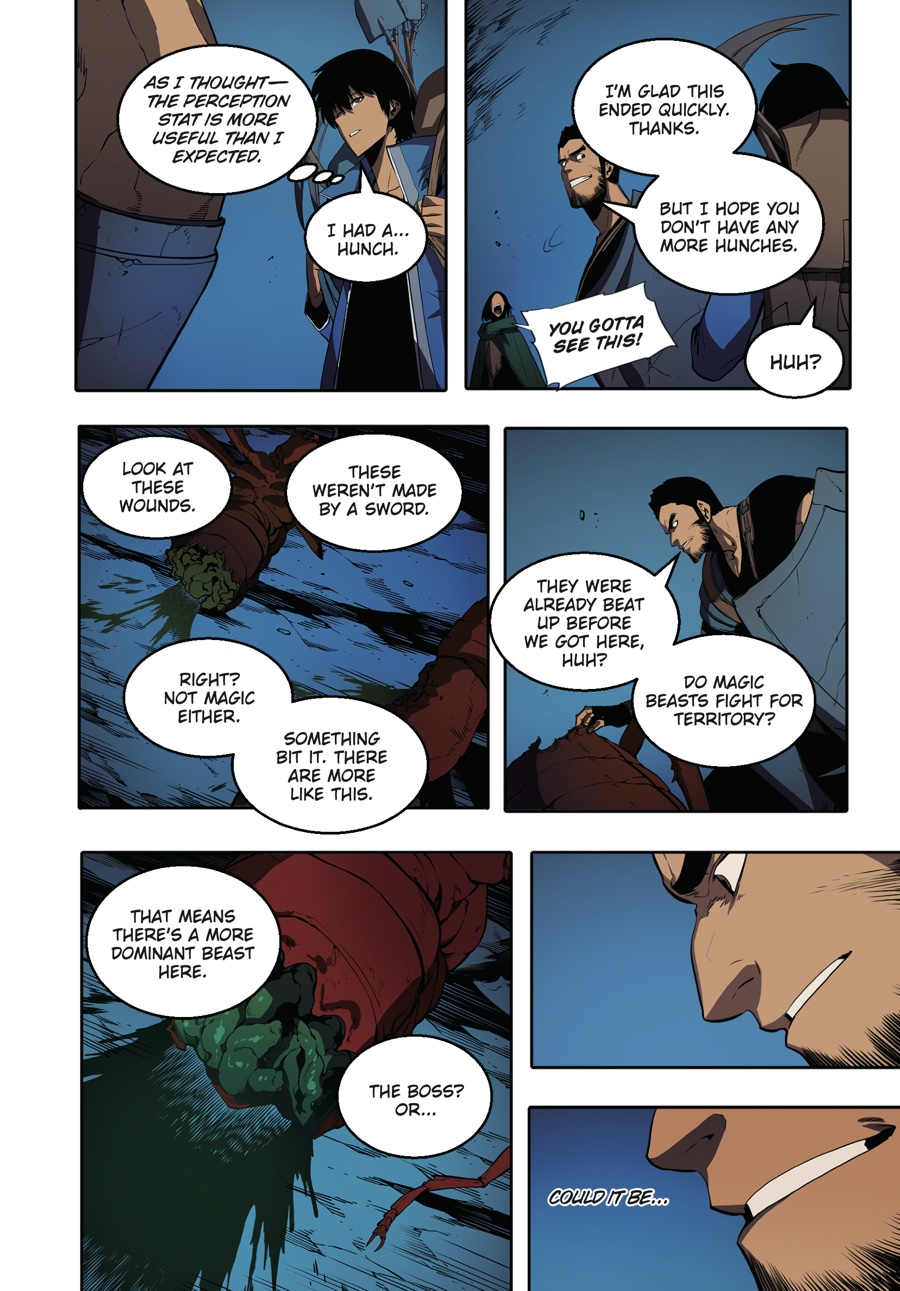 AS I THOUGHT—
THE PERCEPTION
STAT IS MORE
USEFUL THAN I
EXPECTED.
I HAD A...
HUNCH.
I'M GLAD THIS
ENDED QUICKLY.
THANKS.
BUT I HOPE YOU
DON'T HAVE ANY
MORE HUNCHES.
YOU GOTTA
SEE THIS!
HUH?
LOOK AT
THESE
WOUNDS.
THESE
WEREN'T MADE
BY A SWORD.
RIGHT?
NOT MAGIC
EITHER.
SOMETHING
BIT IT. THERE
ARE MORE
LIKE THIS.
THEY WERE
ALREADY BEAT
UP BEFORE
WE GOT HERE,
HUH?
DO MAGIC
BEASTS FIGHT FOR
TERRITORY?
THAT MEANS
THERE'S A MORE
DOMINANT BEAST
HERE.
THE BOSS?
OR...
COULD IT BE...